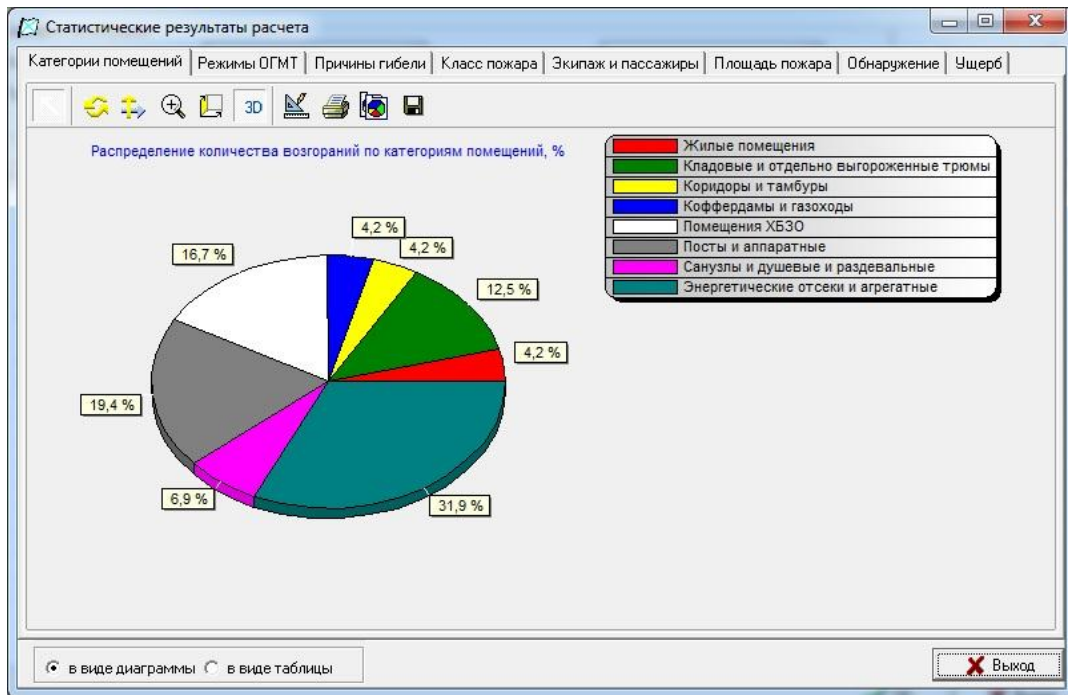 Статистические результаты расчета
Категории помещений Режимы ОГМТ Причины гибели Класс пожара Экипаж и пассажиры Площадь пожара Обнаружение Ущерб
3D
Распределение количества возгораний по категориям помещений, %
Жилые помещения
Кладовые и отдельно выгороженные трюмы
Коридоры и тамбуры
Коффердамы и газоходы
Помещения ХБЗО
Посты и аппаратные
Санузлы и душевые и раздевальные
Энергетические отсеки и агрегатные
4,2 %
4,2 %
16,7 %
12,5 %
4,2 %
19,4 %
6,9 %
31,9 %
в виде диаграммы в виде таблицы
Выход